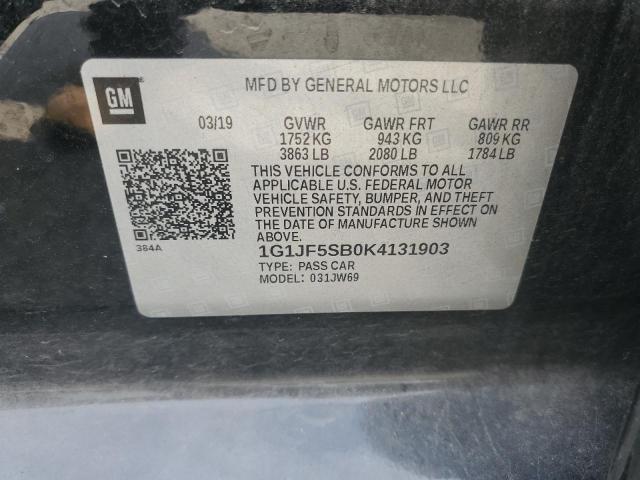 GM
MFD BY GENERAL MOTORS LLC
03/19 GVWR GAWR FRT GAWR RR
1752 KG 943 KG 809 KG
3863 LB 2080 LB 1784 LB
THIS VEHICLE CONFORMS TO ALL
APPLICABLE U.S. FEDERAL MOTOR
VEHICLE SAFETY, BUMPER, AND THEFT
PREVENTION STANDARDS IN EFFECT ON
THE DATE OF MANUFACTURE SHOWN
ABOVE.
384A
1G1JF5SB0K4131903
TYPE: PASS CAR
MODEL: 031JW69